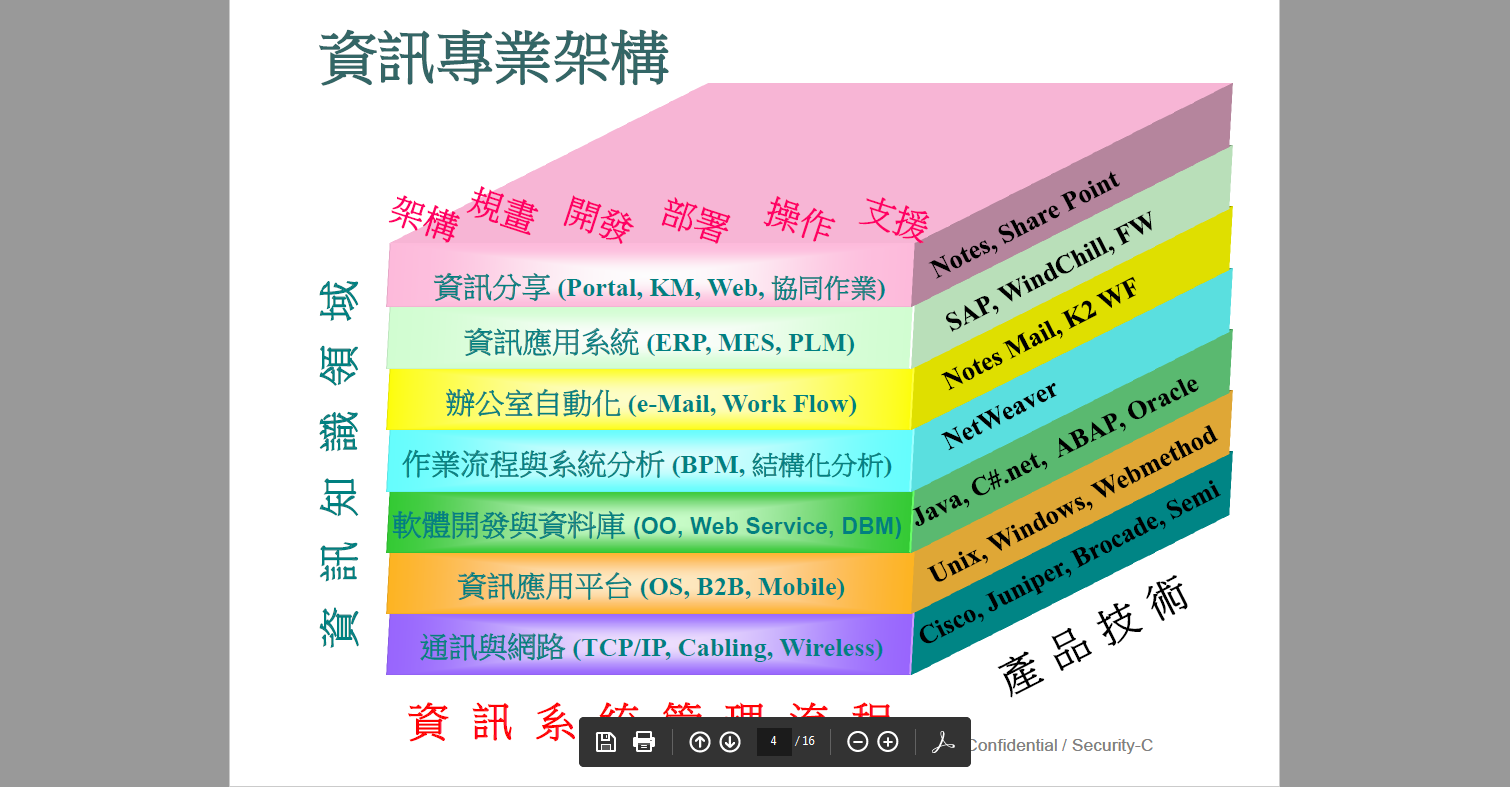 資訊專業架構
架構 規畫 開發 部署 操作 支援
資訊知識領域
資訊分享 (Portal, KM, Web, 協同作業)
Notes, Share Point
資訊應用系統 (ERP, MES, PLM)
SAP, WindChill, FW
辦公室自動化 (e-Mail, Work Flow)
Notes Mail, K2 WF
作業流程與系統分析 (BPM, 結構化分析)
NetWeaver
軟體開發與資料庫 (OO, Web Service, DBM)
Java, C#.net, ABAP, Oracle
資訊應用平台 (OS, B2B, Mobile)
Unix, Windows, Webmethod
通訊與網路 (TCP/IP, Cabling, Wireless)
Cisco, Juniper, Brocade, Semi
產品技術
資訊系統管理流程
4 / 16
Confidential / Security-C